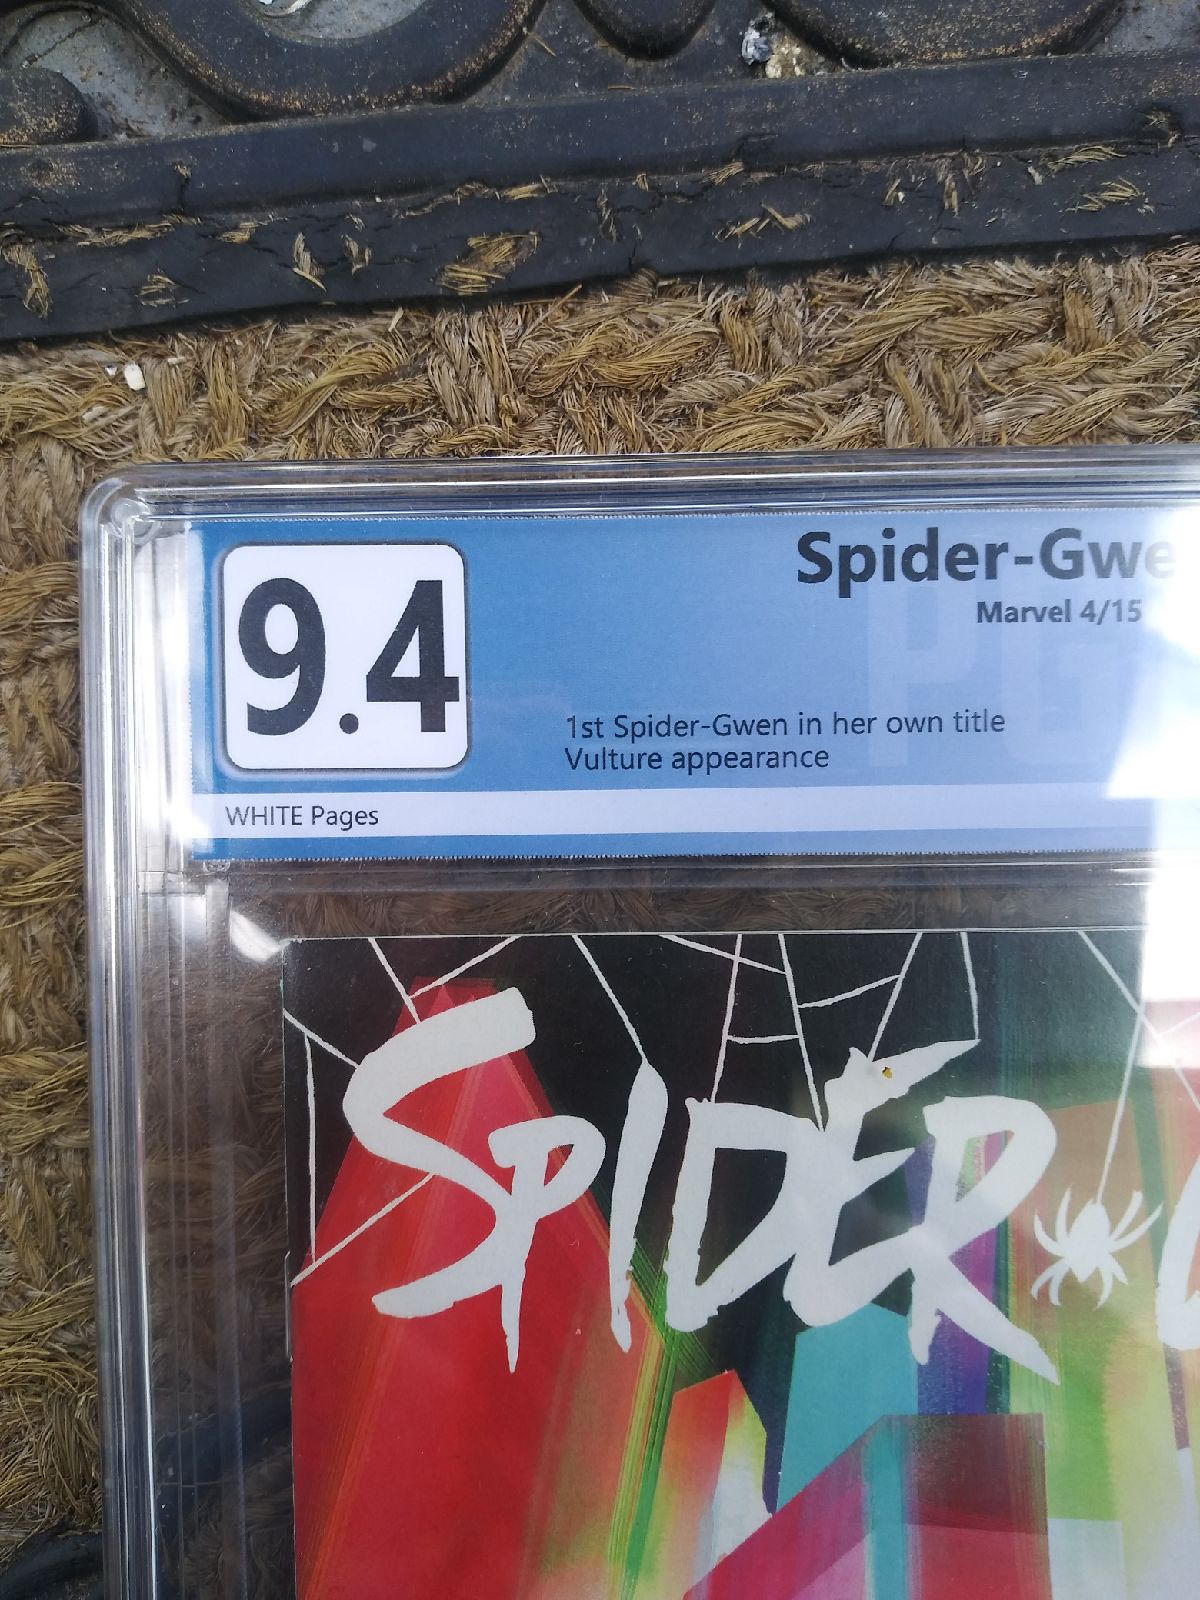 9.4
Spider-Gwe
Marvel 4/15
PG
1st Spider-Gwen in her own title
Vulture appearance
WHITE Pages
SPIDER